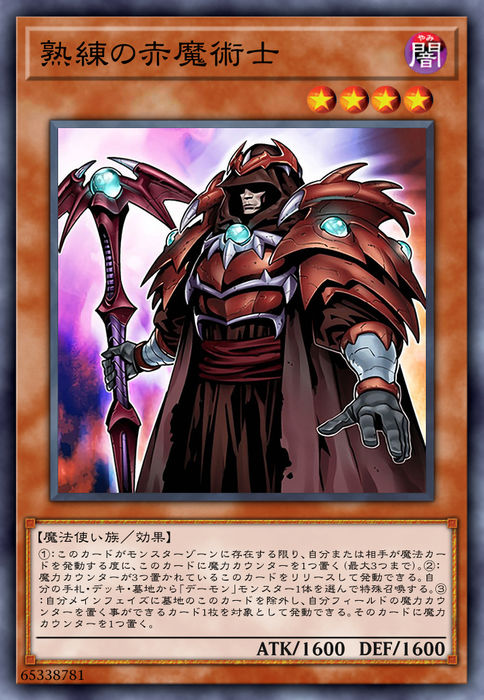 熟練の赤魔術士
やみ
闇
【魔法使い族／効果】
①:このカードがモンスターゾーンに存在する限り、自分または相手が魔法カー
ドを発動する度に、このカードに魔力カウンターを1つ置く(最大3つまで)。②:
魔力カウンターが3つ置かれているこのカードをリリースして発動できる。自
分の手札・デッキ・墓地から「デーモン」モンスター1体を選んで特殊召喚する。③
:自分メインフェイズに墓地のこのカードを除外し、自分フィールドの魔力カウ
ンターを置く事ができるカード1枚を対象として発動できる。そのカードに魔力
カウンターを1つ置く。
ATK/1600 DEF/1600
65338781